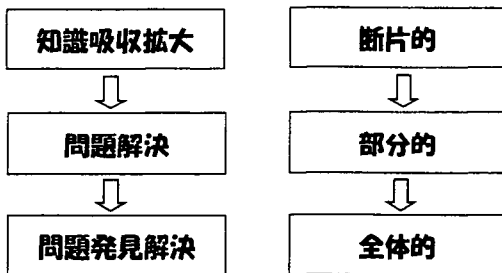 知識吸収拡大
問題解決
問題発見解決
断片的
部分的
全体的